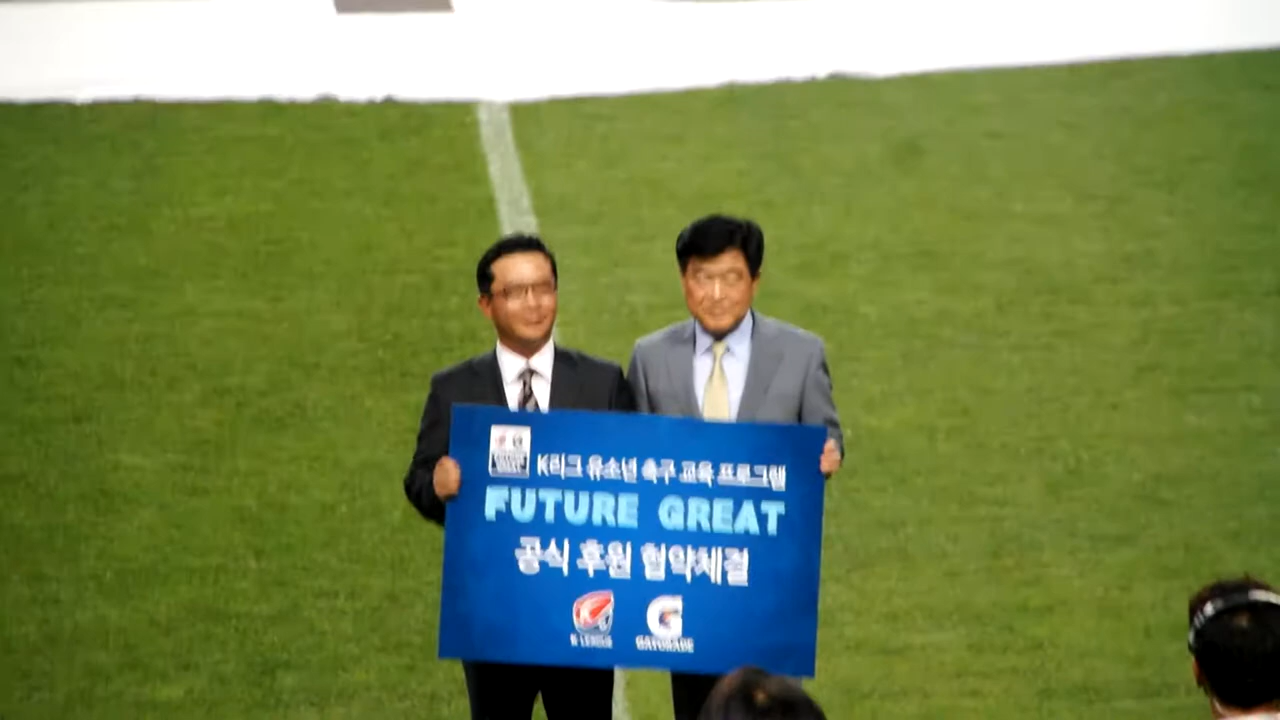 K리그 유소년 축구 교육 프로그램
FUTURE GREAT
공식 후원 협약체결
K LEAGUE
G
GATORADE